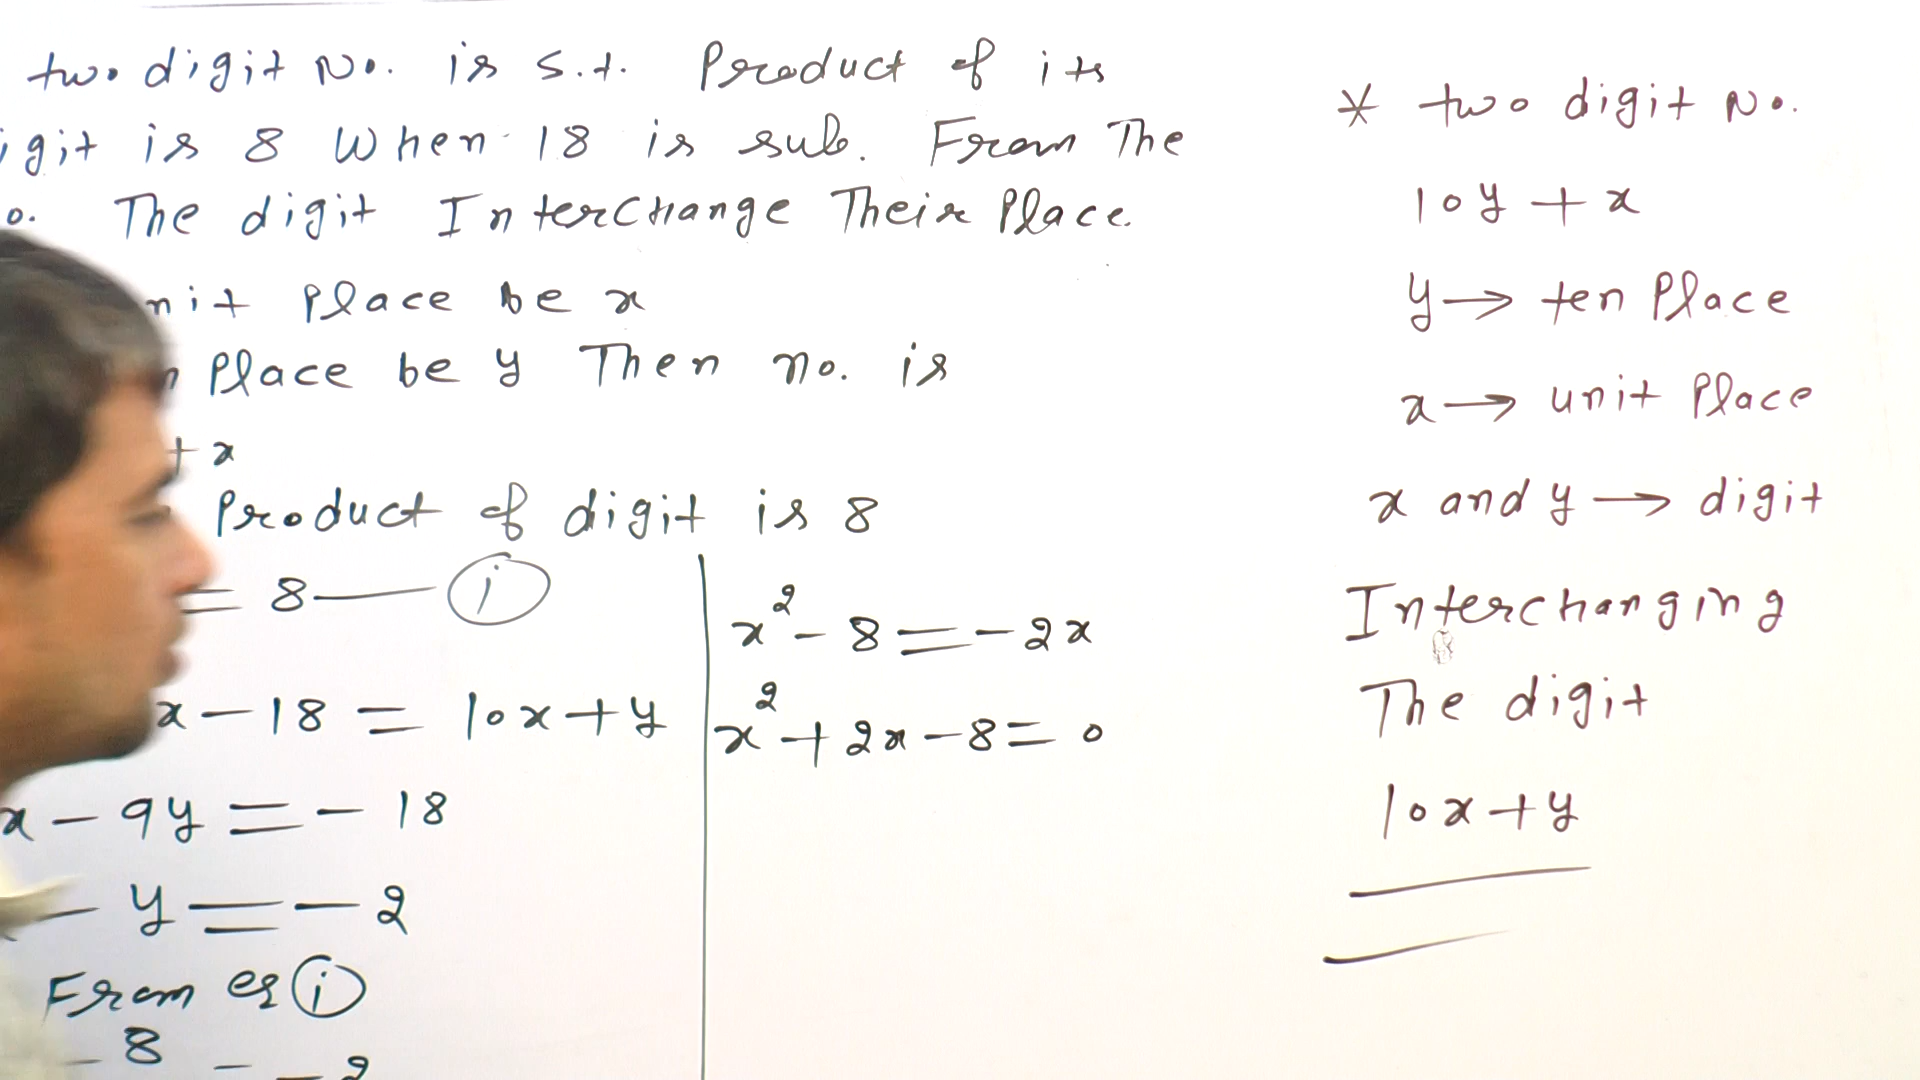 two digit No. is s.t. Product of its
igit is 8 When 18 is sub. From The
o. The digit Interchange Their Place.
nit Place be x
n Place be y Then no. is
+ x
Product of digit is 8
= 8 — (i)
x - 18 = 10x + y
x - 9y = - 18
- y = - 2
From eq (i)
- 8 = - 2
x² - 8 = - 2x
x² + 2x - 8 = 0
* two digit No.
10y + x
y → ten Place
x → unit Place
x and y → digit
Interchanging
The digit
10x + y